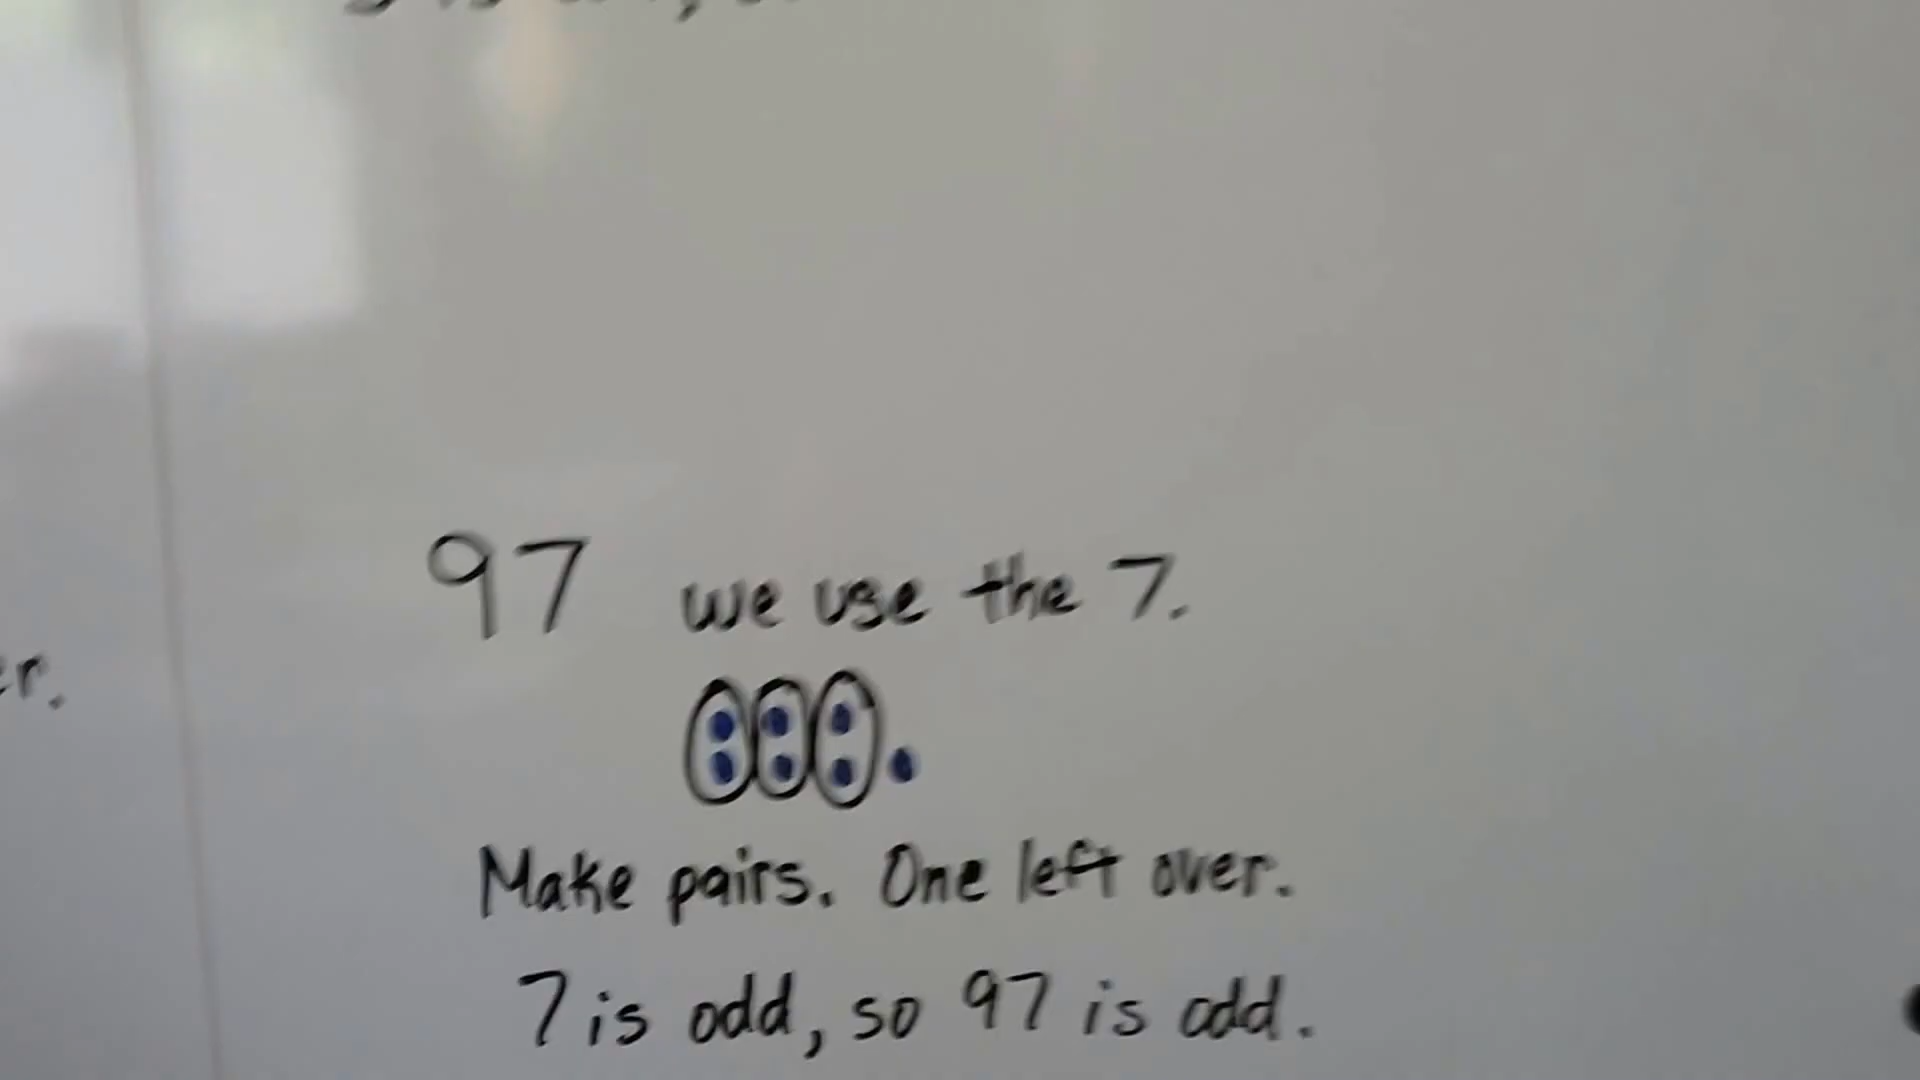 97 we use the 7.
Make pairs. One left over.
7 is odd, so 97 is odd.